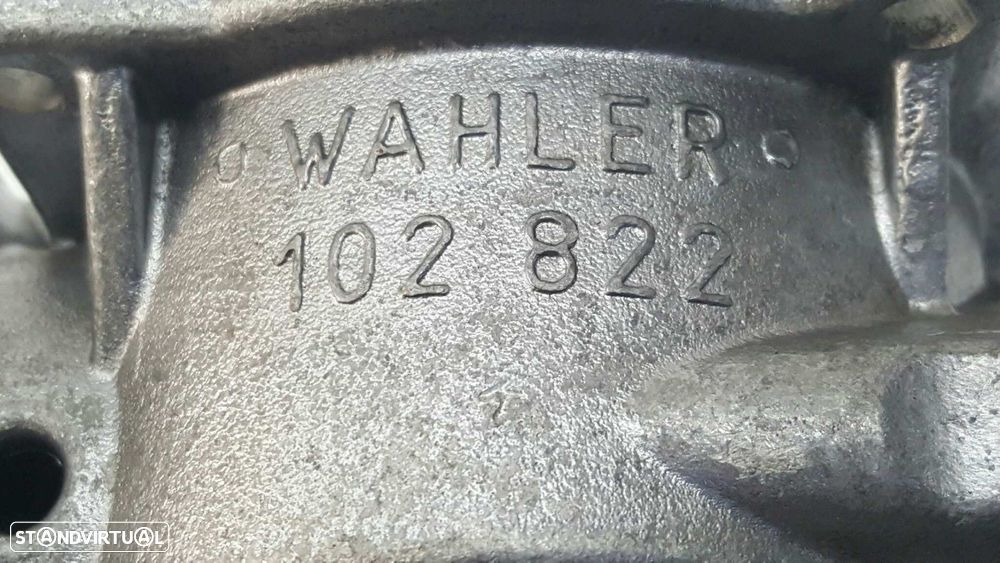 WAHLER
102 822
STANDVIRTUAL